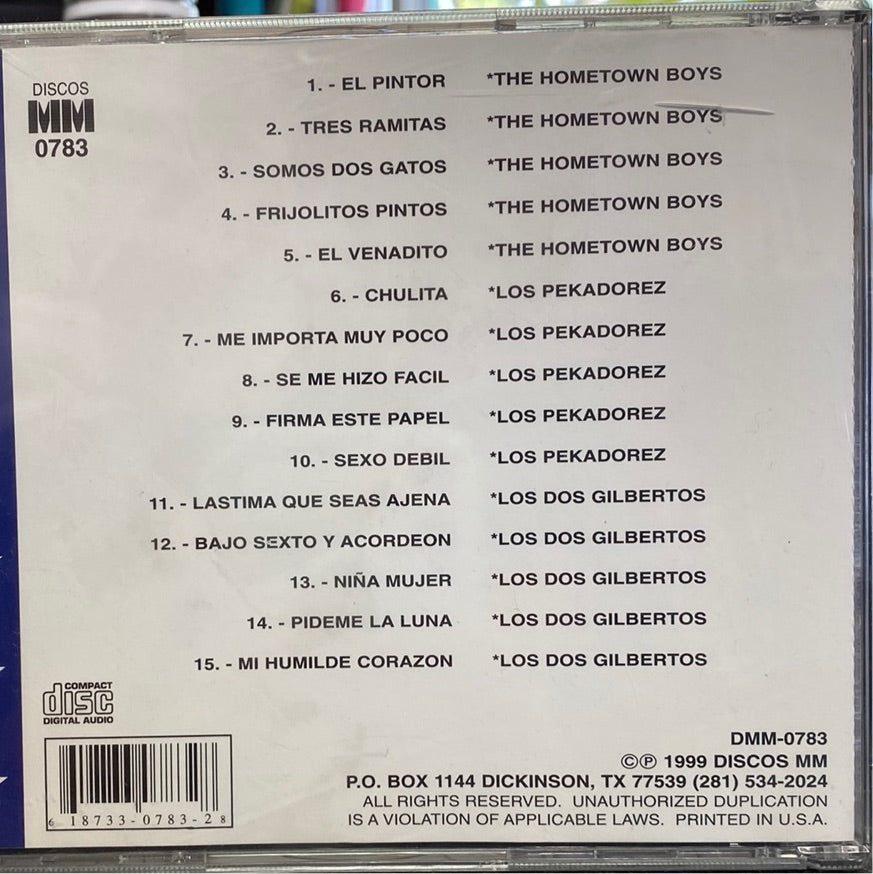 DISCOS
MM
0783
1. - EL PINTOR *THE HOMETOWN BOYS
2. - TRES RAMITAS *THE HOMETOWN BOYS
3. - SOMOS DOS GATOS *THE HOMETOWN BOYS
4. - FRIJOLITOS PINTOS *THE HOMETOWN BOYS
5. - EL VENADITO *THE HOMETOWN BOYS
6. - CHULITA *LOS PEKADOREZ
7. - ME IMPORTA MUY POCO *LOS PEKADOREZ
8. - SE ME HIZO FACIL *LOS PEKADOREZ
9. - FIRMA ESTE PAPEL *LOS PEKADOREZ
10. - SEXO DEBIL *LOS PEKADOREZ
11. - LASTIMA QUE SEAS AJENA *LOS DOS GILBERTOS
12. - BAJO SEXTO Y ACORDEON *LOS DOS GILBERTOS
13. - NIÑA MUJER *LOS DOS GILBERTOS
14. - PIDEME LA LUNA *LOS DOS GILBERTOS
15. - MI HUMILDE CORAZON *LOS DOS GILBERTOS
COMPACT
disc
DIGITAL AUDIO
6 18733-0783-2 8
DMM-0783
©℗ 1999 DISCOS MM
P.O. BOX 1144 DICKINSON, TX 77539 (281) 534-2024
ALL RIGHTS RESERVED. UNAUTHORIZED DUPLICATION
IS A VIOLATION OF APPLICABLE LAWS. PRINTED IN U.S.A.